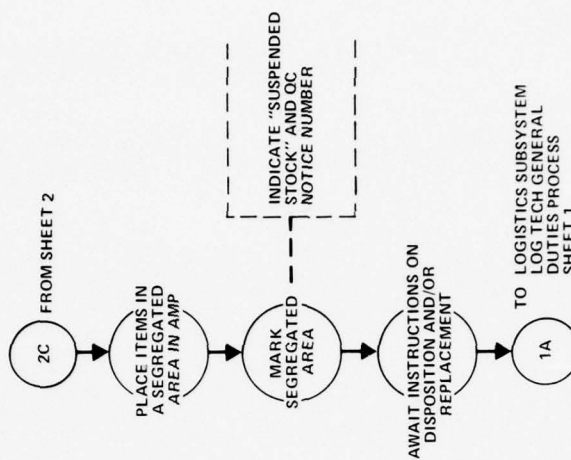 2C
FROM SHEET 2
PLACE ITEMS IN
A SEGREGATED
AREA IN AMP
MARK
SEGREGATED
AREA
INDICATE "SUSPENDED
STOCK" AND QC
NOTICE NUMBER
AWAIT INSTRUCTIONS ON
DISPOSITION AND/OR
REPLACEMENT
1A
TO LOGISTICS SUBSYSTEM
LOG TECH GENERAL
DUTIES PROCESS
SHEET 1